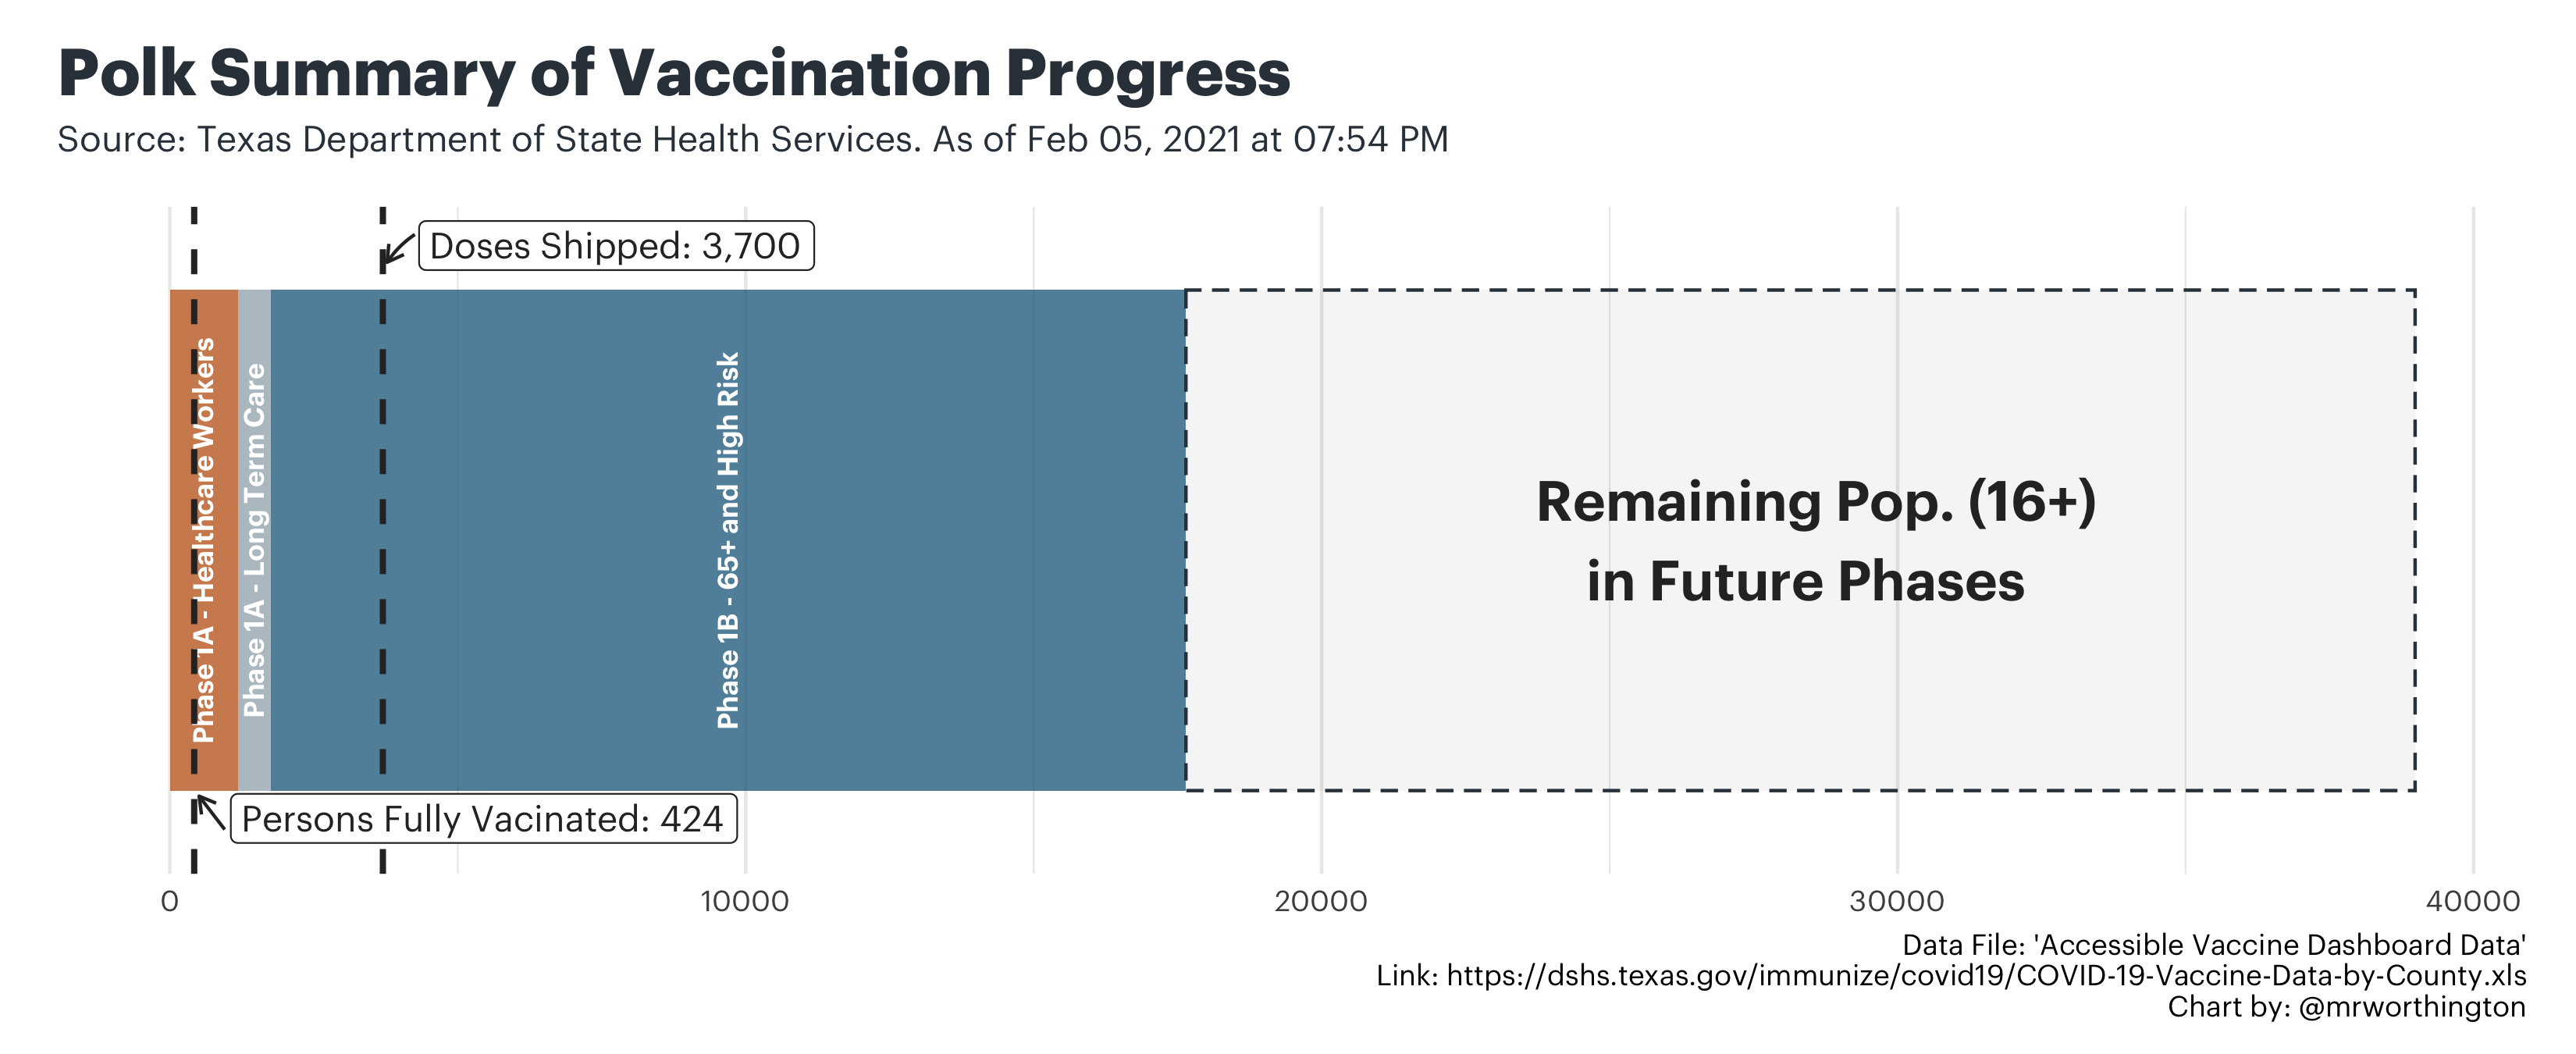 Polk Summary of Vaccination Progress
Source: Texas Department of State Health Services. As of Feb 05, 2021 at 07:54 PM
Doses Shipped: 3,700
Phase 1A - Healthcare Workers
Phase 1A - Long Term Care
Phase 1B - 65+ and High Risk
Remaining Pop. (16+)
in Future Phases
Persons Fully Vacinated: 424
0 10000 20000 30000 40000
Data File: 'Accessible Vaccine Dashboard Data'
Link: https://dshs.texas.gov/immunize/covid19/COVID-19-Vaccine-Data-by-County.xls
Chart by: @mrworthington